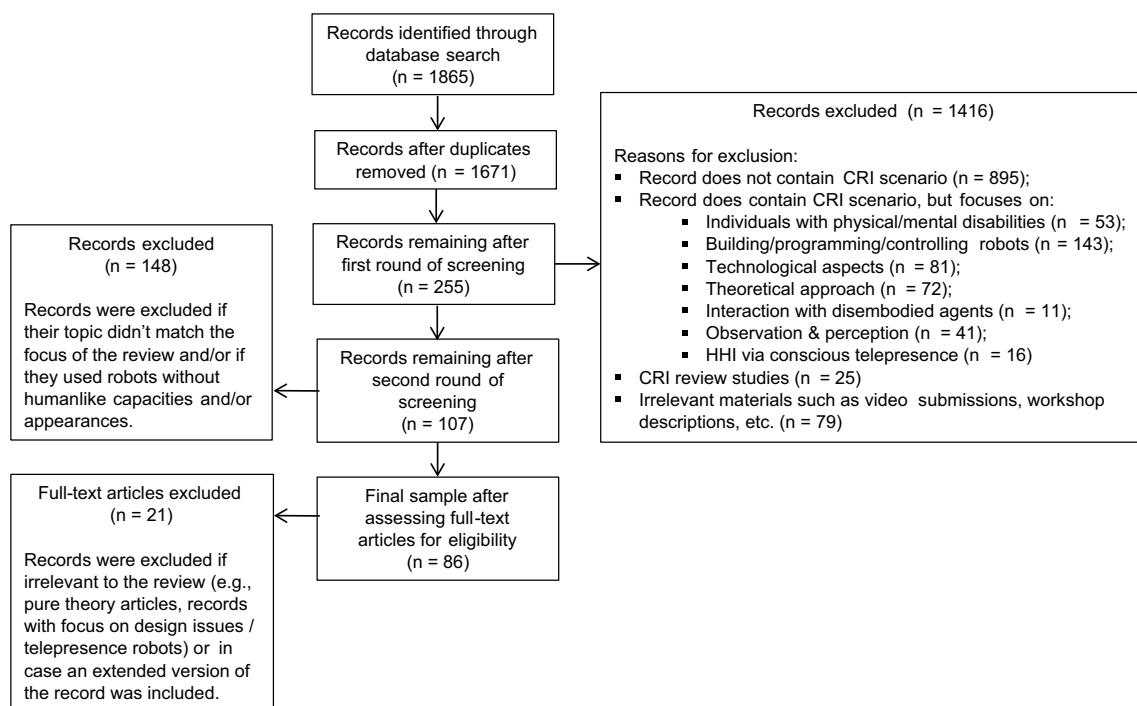 Records identified through
database search
(n = 1865)
Records after duplicates
removed (n = 1671)
Records remaining after
first round of screening
(n = 255)
Records excluded (n = 1416)
Reasons for exclusion:
▪ Record does not contain CRI scenario (n = 895);
▪ Record does contain CRI scenario, but focuses on:
▪ Individuals with physical/mental disabilities (n = 53);
▪ Building/programming/controlling robots (n = 143);
▪ Technological aspects (n = 81);
▪ Theoretical approach (n = 72);
▪ Interaction with disembodied agents (n = 11);
▪ Observation & perception (n = 41);
▪ HHI via conscious telepresence (n = 16)
▪ CRI review studies (n = 25)
▪ Irrelevant materials such as video submissions, workshop
descriptions, etc. (n = 79)
Records remaining after
second round of
screening
(n = 107)
Records excluded
(n = 148)
Records were excluded if
their topic didn’t match the
focus of the review and/or if
they used robots without
humanlike capacities and/or
appearances.
Final sample after
assessing full-text
articles for eligibility
(n = 86)
Full-text articles excluded
(n = 21)
Records were excluded if
irrelevant to the review (e.g.,
pure theory articles, records
with focus on design issues /
telepresence robots) or in
case an extended version of
the record was included.